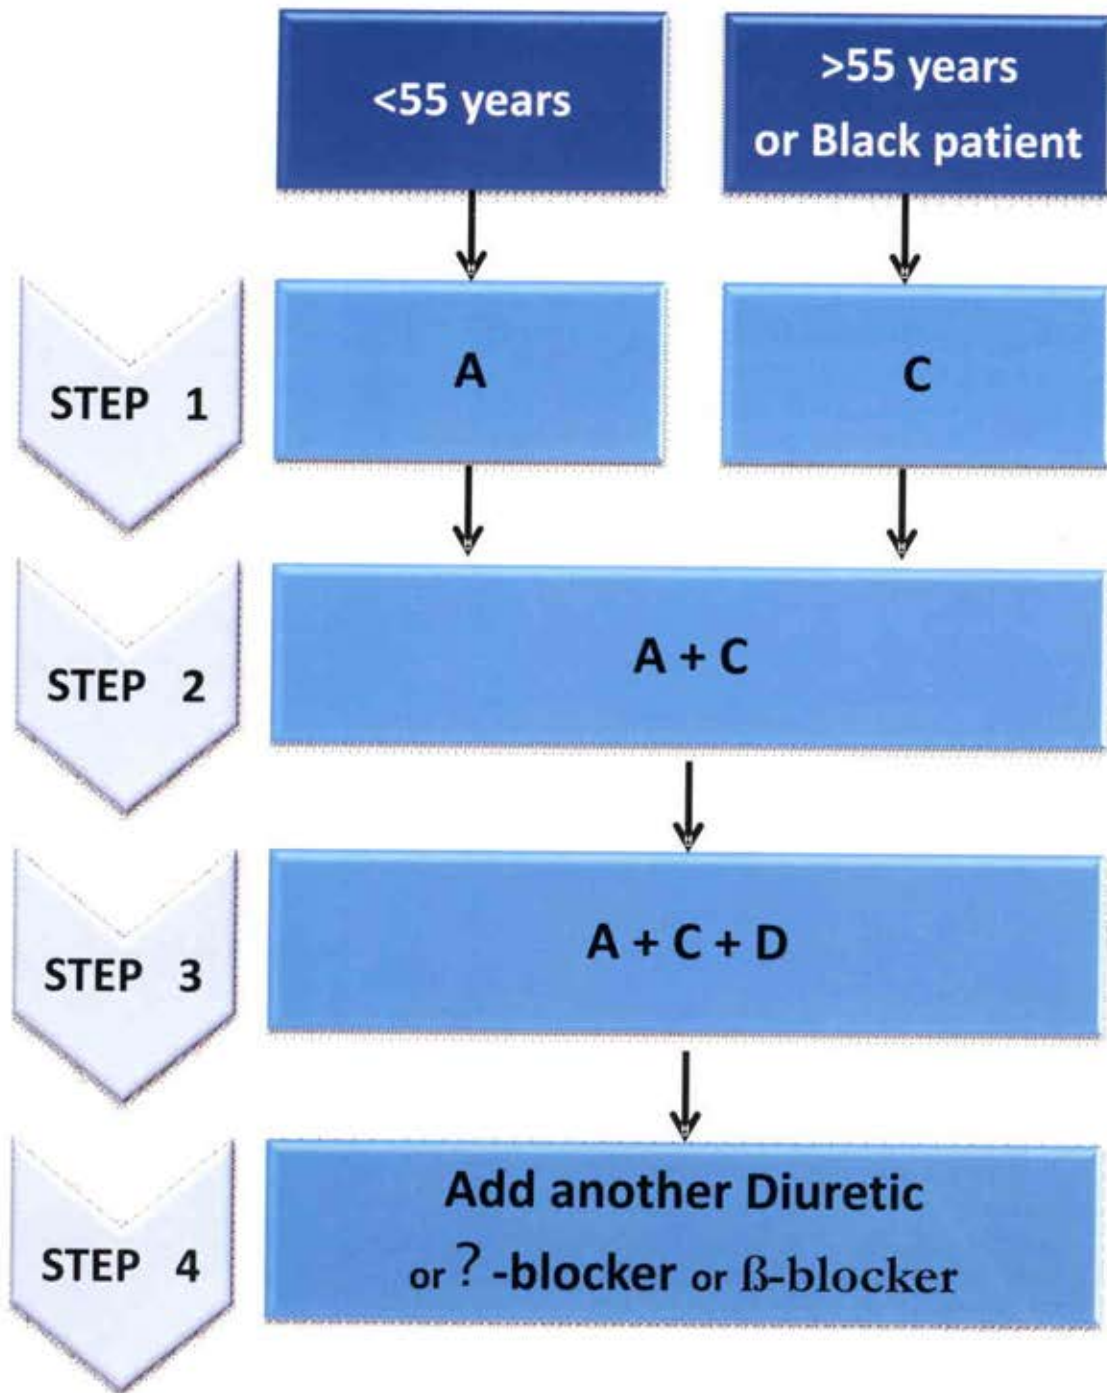 <55 years
>55 years
or Black patient
STEP 1
A
C
STEP 2
A + C
STEP 3
A + C + D
STEP 4
Add another Diuretic
or ? -blocker or ß-blocker